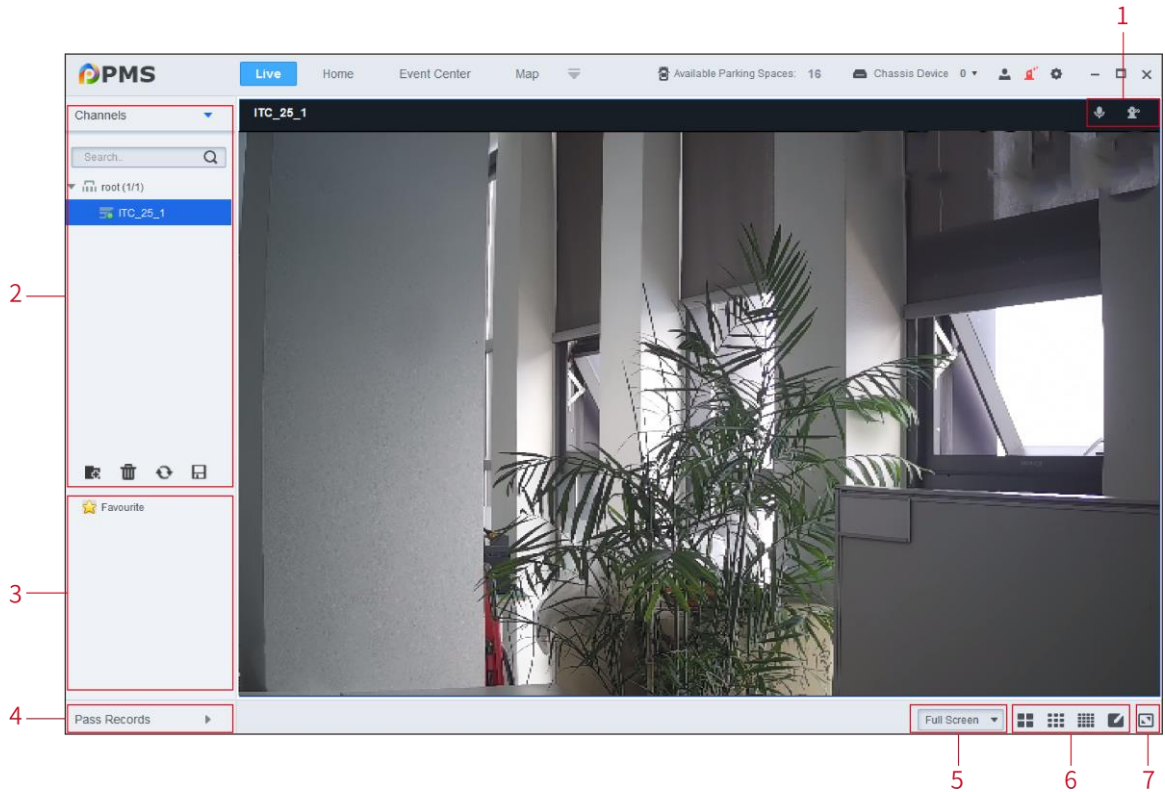 1
PMS
Live
Home
Event Center
Map
Available Parking Spaces: 16
Chassis Device 0
Channels
ITC_25_1
Search..
root (1/1)
ITC_25_1
2
Favourite
3
4
Pass Records
Full Screen
5
6
7